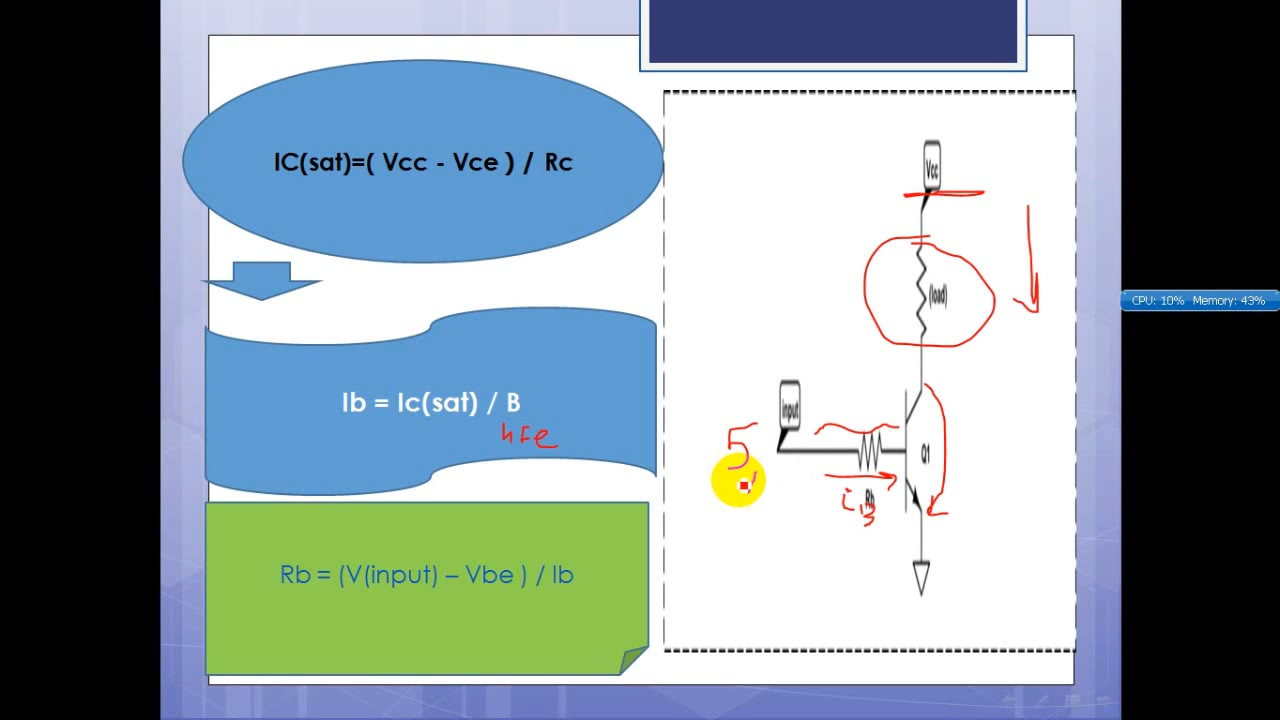 IC(sat)=( Vcc - Vce ) / Rc
Ib = Ic(sat) / B
hFe
Rb = (V(input) – Vbe ) / Ib
Vcc
(load)
input
5
Q1
Rb
iB
CPU: 10% Memory: 43%